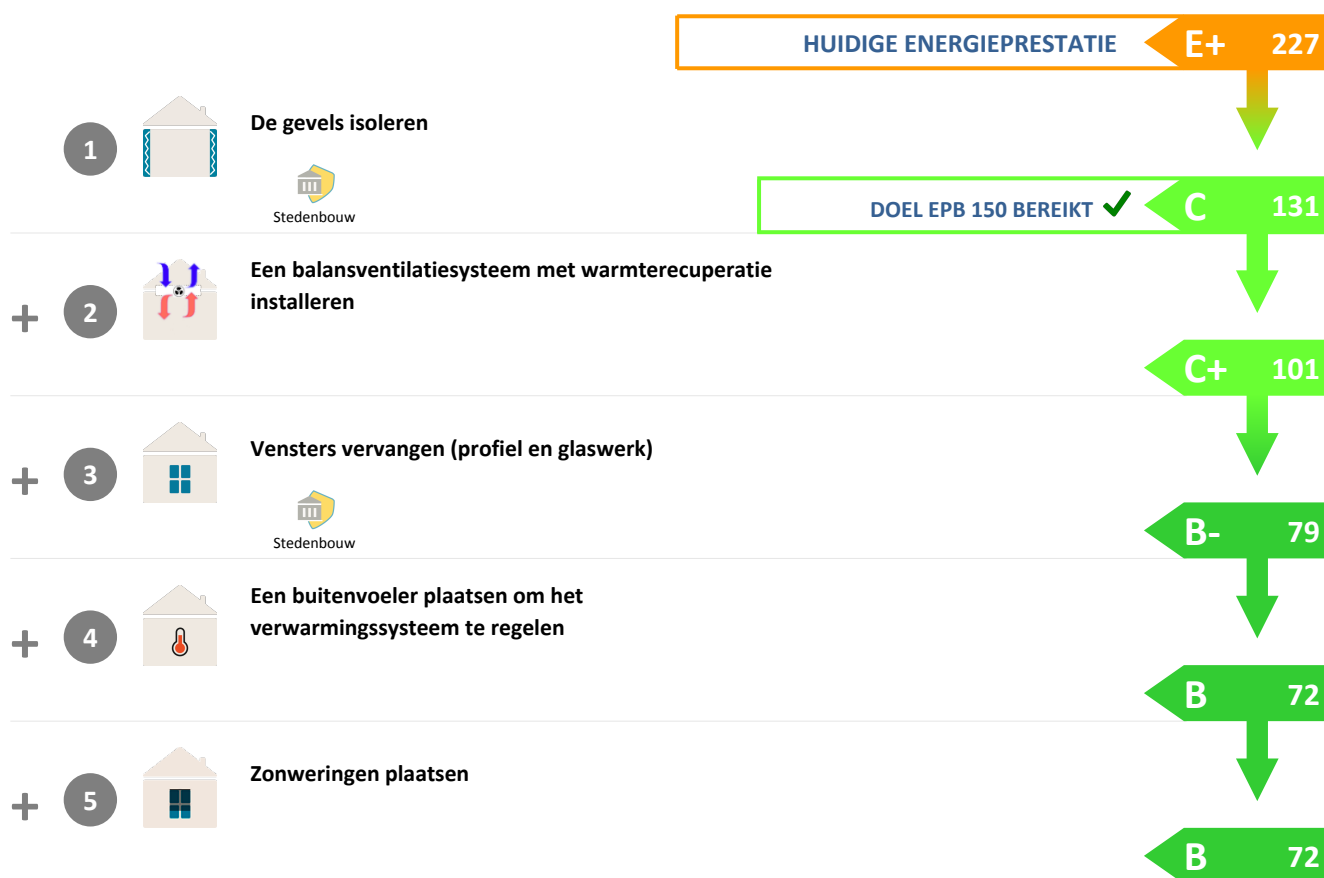 HUIDIGE ENERGIEPRESTATIE E+ 227
1 De gevels isoleren
Stedenbouw
DOEL EPB 150 BEREIKT ✓ C 131
+ 2 Een balansventilatiesysteem met warmterecuperatie
installeren
C+ 101
+ 3 Vensters vervangen (profiel en glaswerk)
Stedenbouw
B- 79
+ 4 Een buitenvoeler plaatsen om het
verwarmingssysteem te regelen
B 72
+ 5 Zonweringen plaatsen
B 72